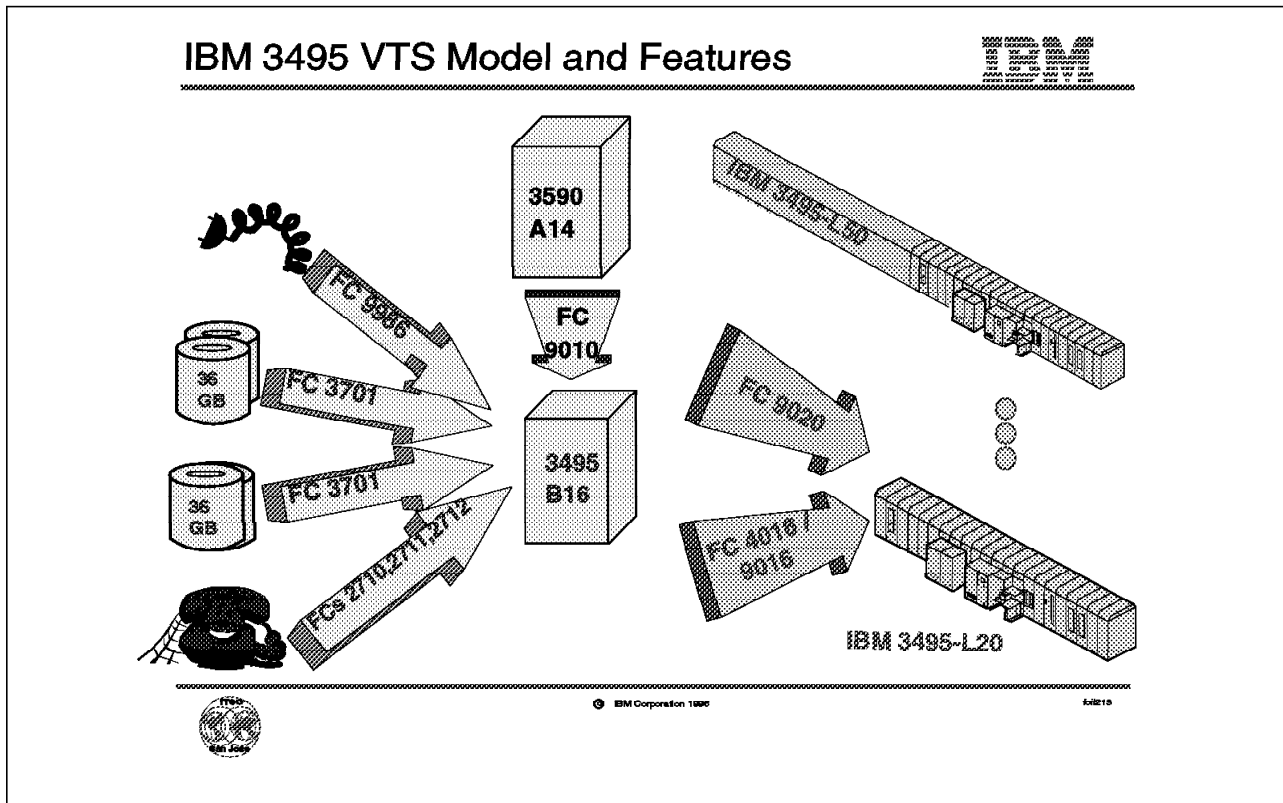 IBM 3495 VTS Model and Features
IBM
3590
A14
IBM 3495-L50
FC 9986
FC
9010
36
GB
FC 3701
FC 9020
3495
B16
36
GB
FC 3701
FC 4016 /
9016
FCs 2710,2711,2712
IBM 3495-L20
ITSO
San Jose
© IBM Corporation 1996
foil213